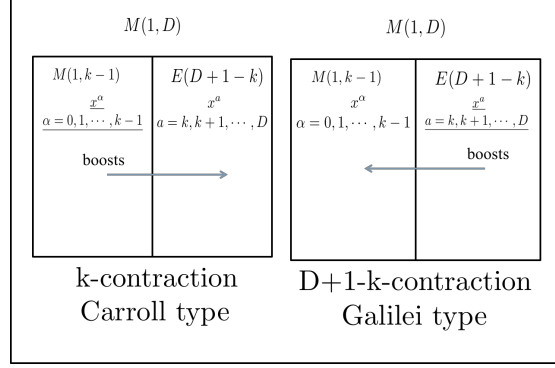 M(1, D)
M(1, k−1)
E(D + 1 − k)
x^α
x^a
α = 0, 1, ⋯ , k − 1
a = k, k+1, ⋯ , D
boosts
k-contraction
Carroll type
M(1, D)
M(1, k−1)
E(D + 1 − k)
x^α
x^a
α = 0, 1, ⋯ , k − 1
a = k, k+1, ⋯ , D
boosts
D+1-k-contraction
Galilei type